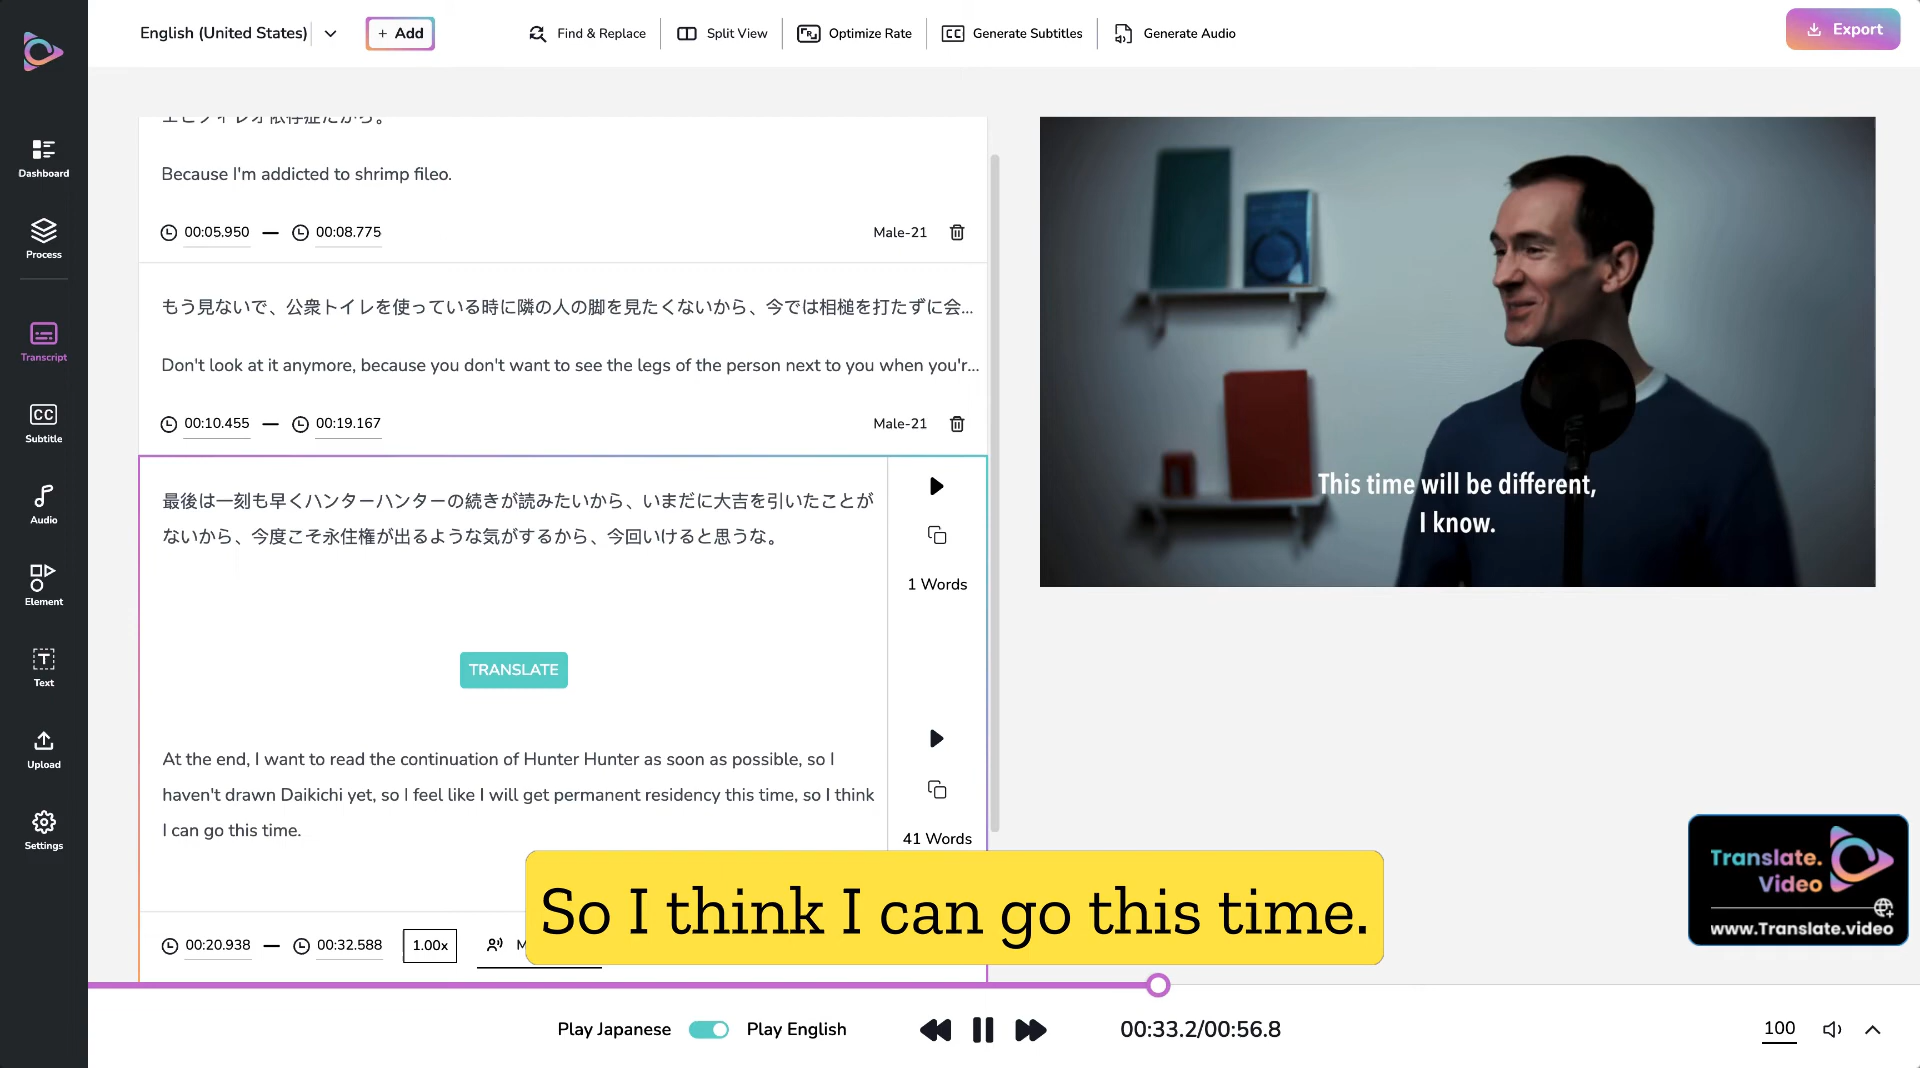 English (United States)
+ Add
Find & Replace
Split View
Optimize Rate
Generate Subtitles
Generate Audio
Export
Dashboard
Process
Transcript
Subtitle
Audio
Element
Text
Upload
Settings
エビフィレオ依存症だから。
Because I'm addicted to shrimp fileo.
00:05.950 — 00:08.775
Male-21
もう見ないで、公衆トイレを使っている時に隣の人の脚を見たくないから、今では相槌を打たずに会...
Don't look at it anymore, because you don't want to see the legs of the person next to you when you'r...
00:10.455 — 00:19.167
Male-21
最後は一刻も早くハンターハンターの続きが読みたいから、いまだに大吉を引いたことが
ないから、今度こそ永住権が出るような気がするから、今回いけると思うな。
1 Words
TRANSLATE
At the end, I want to read the continuation of Hunter Hunter as soon as possible, so I
haven't drawn Daikichi yet, so I feel like I will get permanent residency this time, so I think
I can go this time.
41 Words
00:20.938 — 00:32.588
1.00x
This time will be different,
I know.
So I think I can go this time.
Translate.
Video
www.Translate.video
Play Japanese
Play English
00:33.2/00:56.8
100